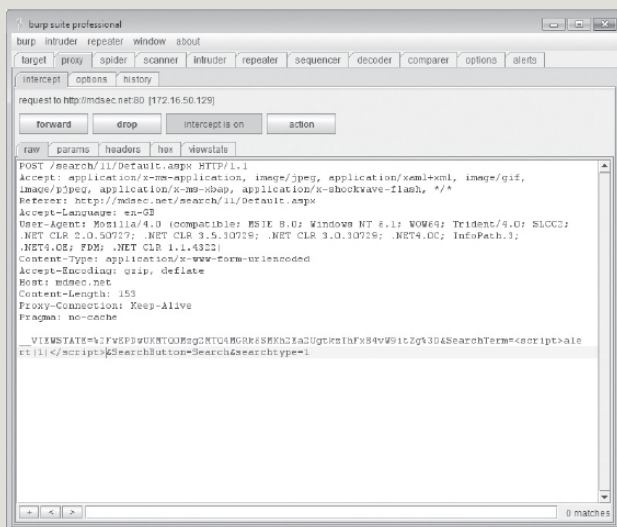 burp suite professional
burp intruder repeater window about
target proxy spider scanner intruder repeater sequencer decoder comparer options alerts
intercept options history
request to http://mdsec.net:80 [172.16.50.129]
forward drop intercept is on action
raw params headers hex viewstate
POST /search/11/Default.aspx HTTP/1.1
Accept: application/x-ms-application, image/jpeg, application/xaml+xml, image/gif,
image/pjpeg, application/x-ms-xbap, application/x-shockwave-flash, */*
Referer: http://mdsec.net/search/11/Default.aspx
Accept-Language: en-GB
User-Agent: Mozilla/4.0 (compatible; MSIE 8.0; Windows NT 6.1; WOW64; Trident/4.0; SLCC2;
.NET CLR 2.0.50727; .NET CLR 3.5.30729; .NET CLR 3.0.30729; .NET4.0C; InfoPath.3;
.NET4.0E; FDM; .NET CLR 1.1.4322)
Content-Type: application/x-www-form-urlencoded
Accept-Encoding: gzip, deflate
Host: mdsec.net
Content-Length: 153
Proxy-Connection: Keep-Alive
Pragma: no-cache
&SearchTerm=<script>ale
rt(1)</script>&SearchButton=Search&searchtype=1
+ < > 0 matches